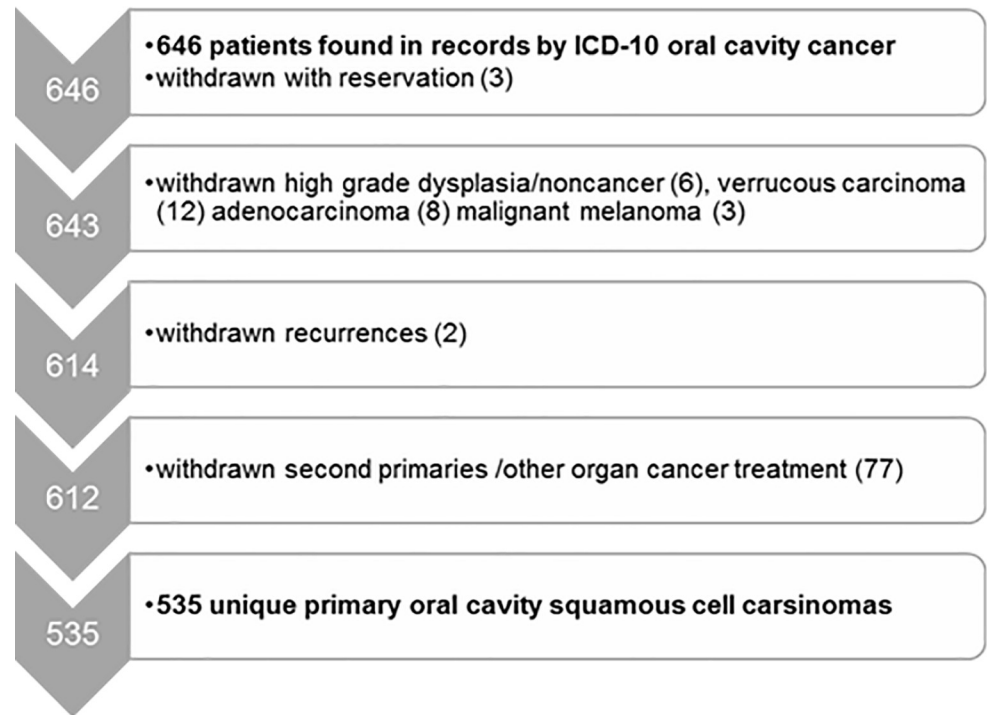 646
•646 patients found in records by ICD-10 oral cavity cancer
•withdrawn with reservation (3)
643
•withdrawn high grade dysplasia/noncancer (6), verrucous carcinoma
(12) adenocarcinoma (8) malignant melanoma (3)
614
•withdrawn recurrences (2)
612
•withdrawn second primaries /other organ cancer treatment (77)
535
•535 unique primary oral cavity squamous cell carsinomas